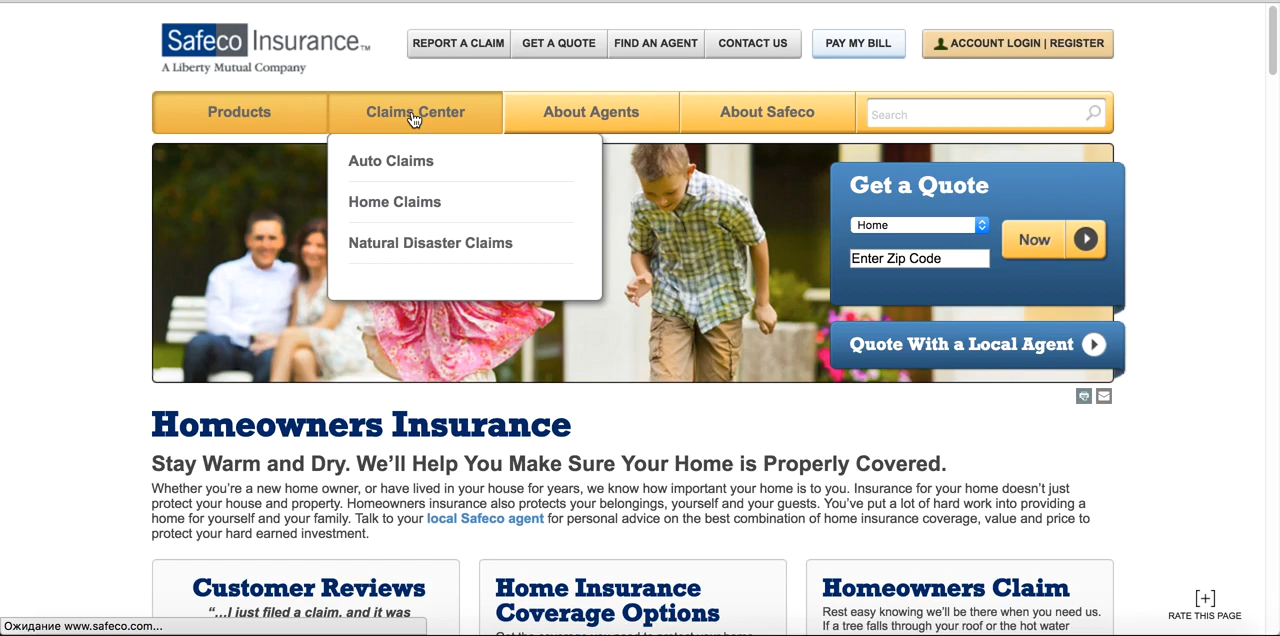 Safeco Insurance™
A Liberty Mutual Company
REPORT A CLAIM
GET A QUOTE
FIND AN AGENT
CONTACT US
PAY MY BILL
ACCOUNT LOGIN | REGISTER
Products
Claims Center
About Agents
About Safeco
Search
Auto Claims
Home Claims
Natural Disaster Claims
Get a Quote
Home
Now
Enter Zip Code
Quote With a Local Agent
Homeowners Insurance
Stay Warm and Dry. We’ll Help You Make Sure Your Home is Properly Covered.
Whether you’re a new home owner, or have lived in your house for years, we know how important your home is to you. Insurance for your home doesn’t just
protect your house and property. Homeowners insurance also protects your belongings, yourself and your guests. You’ve put a lot of hard work into providing a
home for yourself and your family. Talk to your local Safeco agent for personal advice on the best combination of home insurance coverage, value and price to
protect your hard earned investment.
Customer Reviews
“...I just filed a claim, and it was
Home Insurance
Coverage Options
Homeowners Claim
Rest easy knowing we’ll be there when you need us.
If a tree falls through your roof or the hot water
[+]
RATE THIS PAGE
Ожидание www.safeco.com...